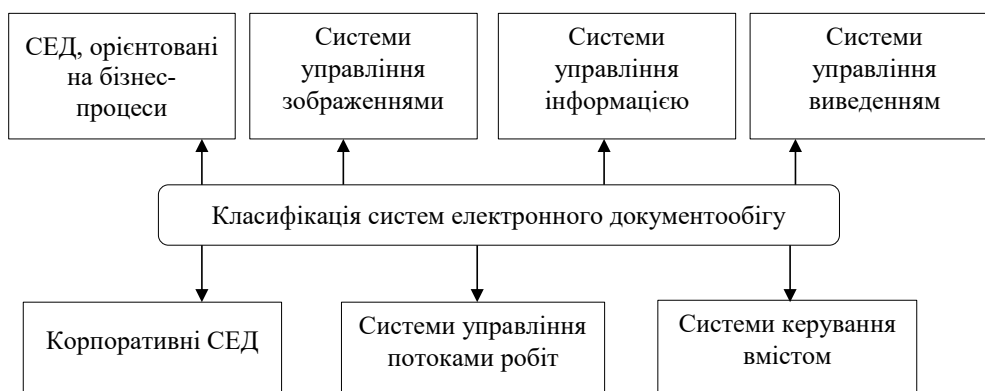 СЕД, орієнтовані
на бізнес-
процеси
Системи
управління
зображеннями
Системи
управління
інформацією
Системи
управління
виведенням
Класифікація систем електронного документообігу
Корпоративні СЕД
Системи управління
потоками робіт
Системи керування
вмістом